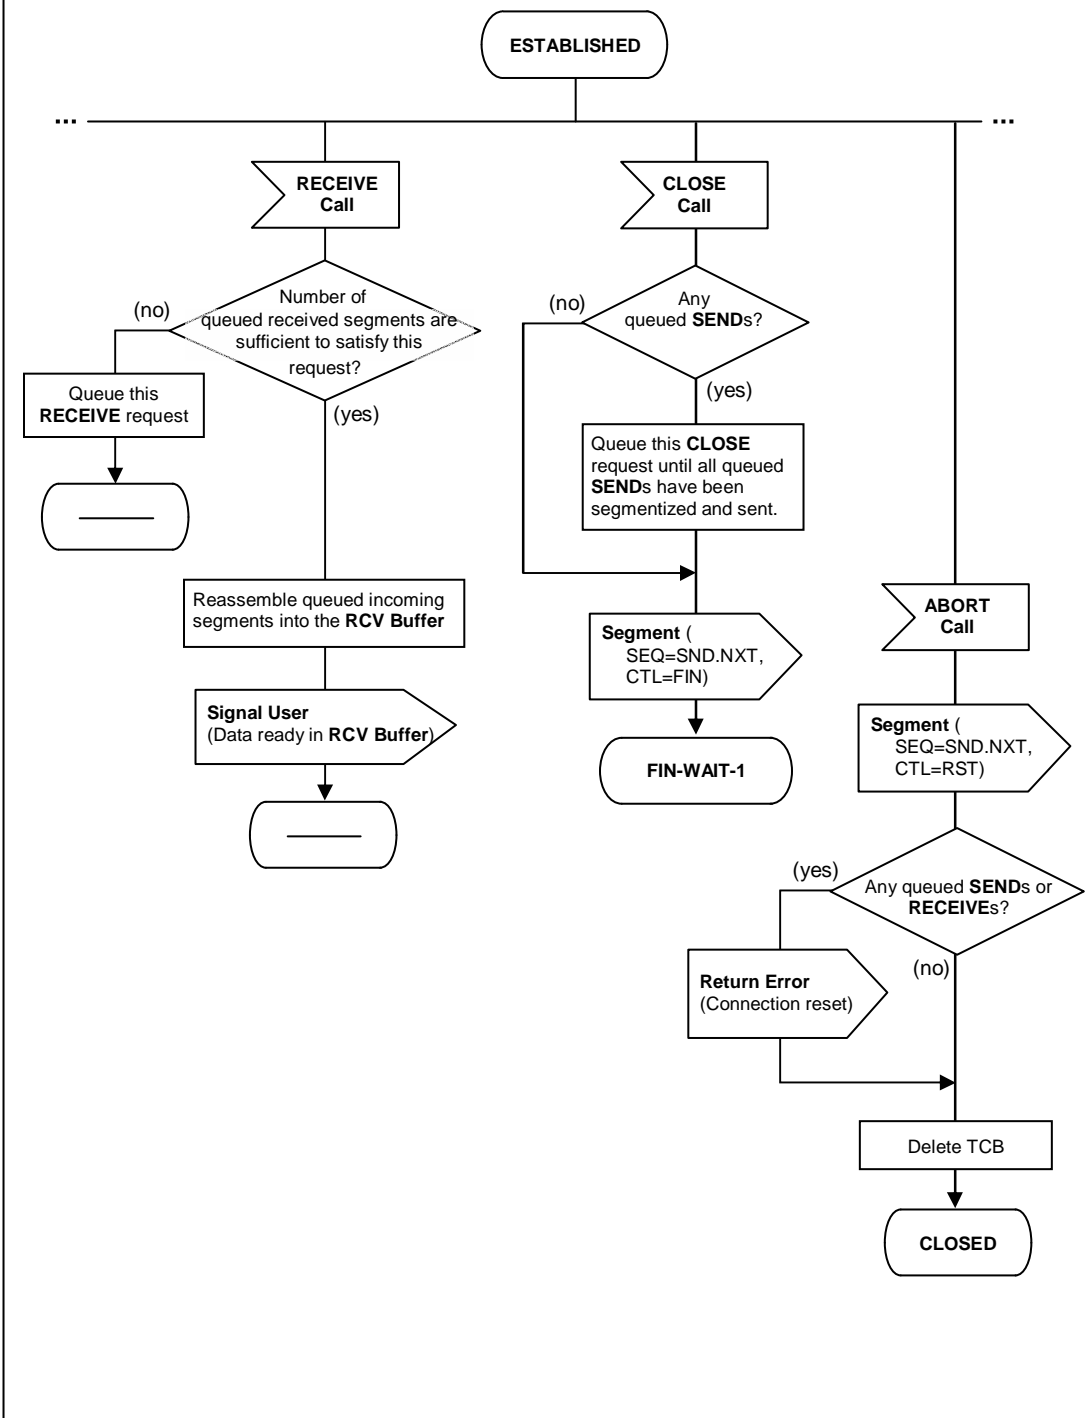 ESTABLISHED
... ...
RECEIVE
Call
Number of
queued received segments are
sufficient to satisfy this
request?
(no)
Queue this
RECEIVE request
(yes)
Reassemble queued incoming
segments into the RCV Buffer
Signal User
(Data ready in RCV Buffer)
CLOSE
Call
Any
queued SENDs?
(no)
(yes)
Queue this CLOSE
request until all queued
SENDs have been
segmentized and sent.
Segment (
SEQ=SND.NXT,
CTL=FIN)
FIN-WAIT-1
ABORT
Call
Segment (
SEQ=SND.NXT,
CTL=RST)
Any queued SENDs or
RECEIVEs?
(yes)
Return Error
(Connection reset)
(no)
Delete TCB
CLOSED